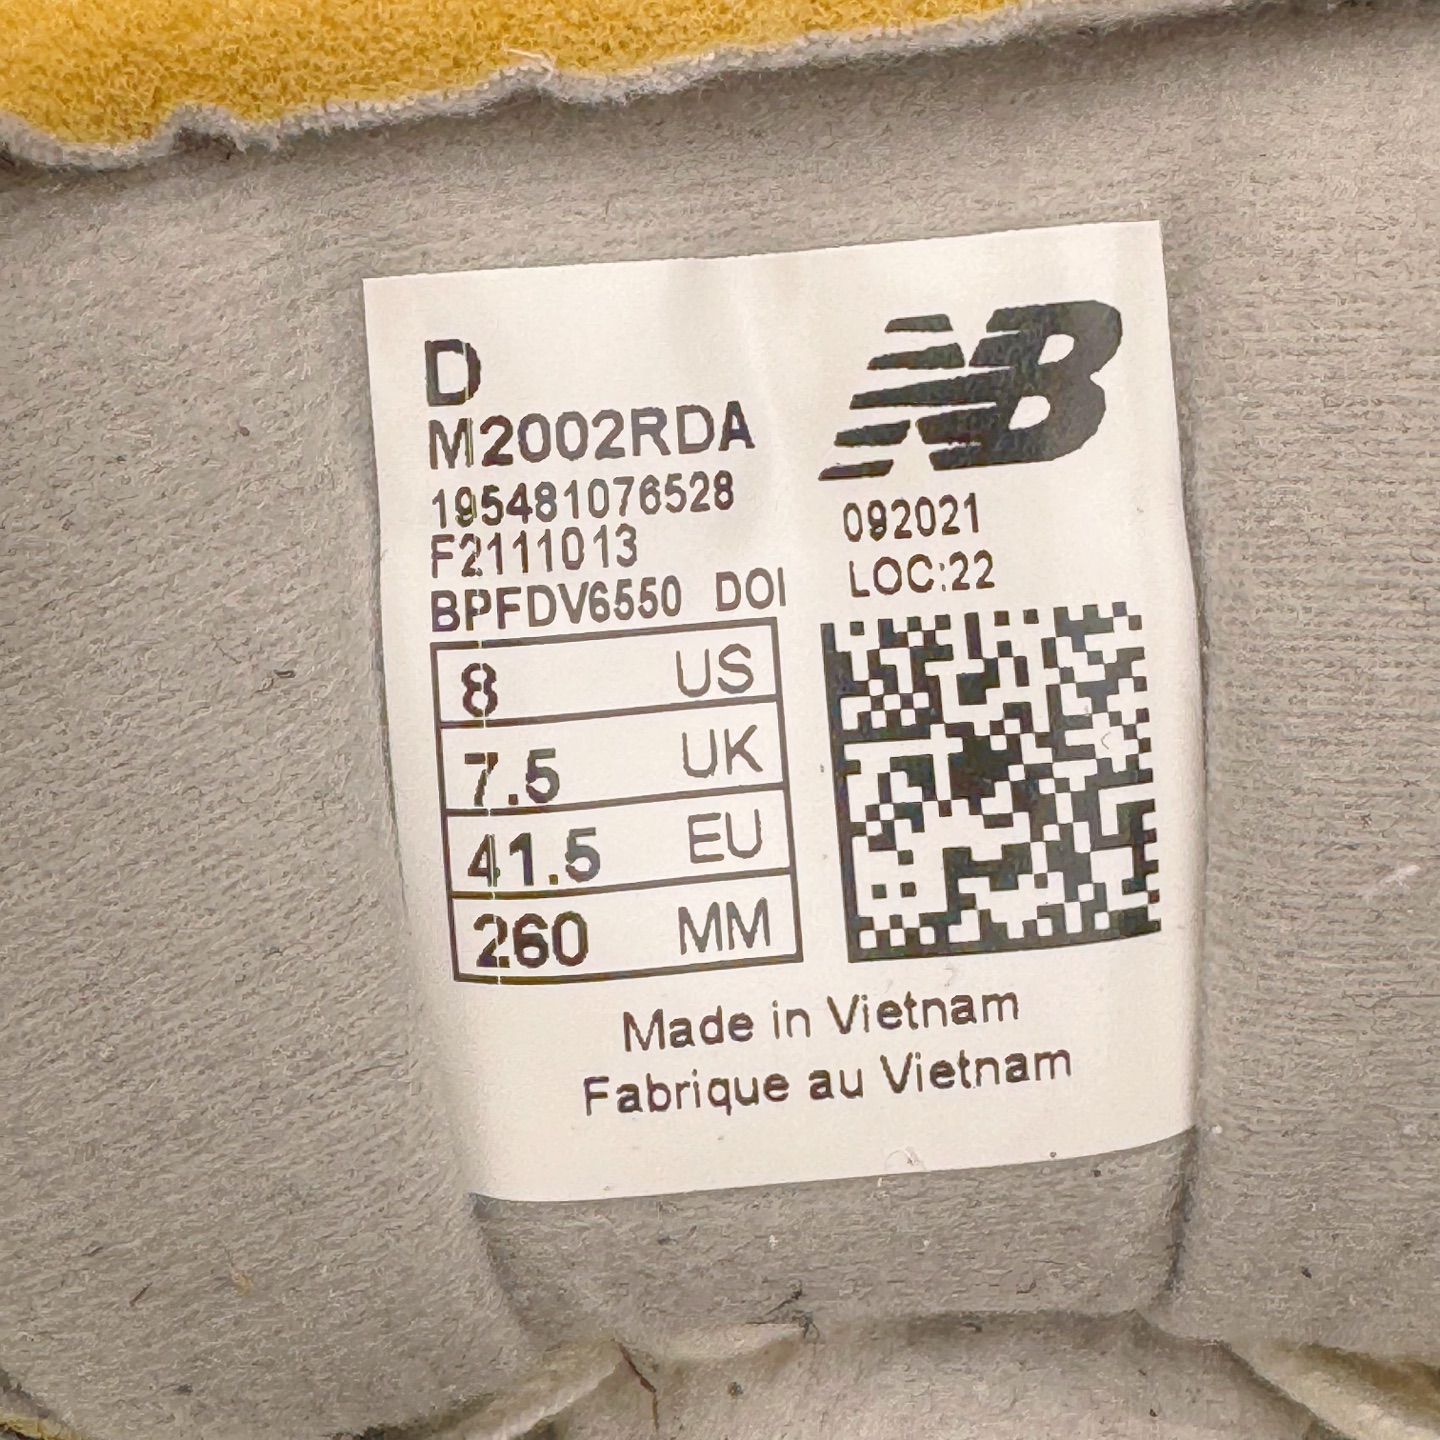 D
M2002RDA
195481076528
F2111013
BPFDV6550 DOI
NB
092021
LOC:22
8 US
7.5 UK
41.5 EU
260 MM
Made in Vietnam
Fabrique au Vietnam